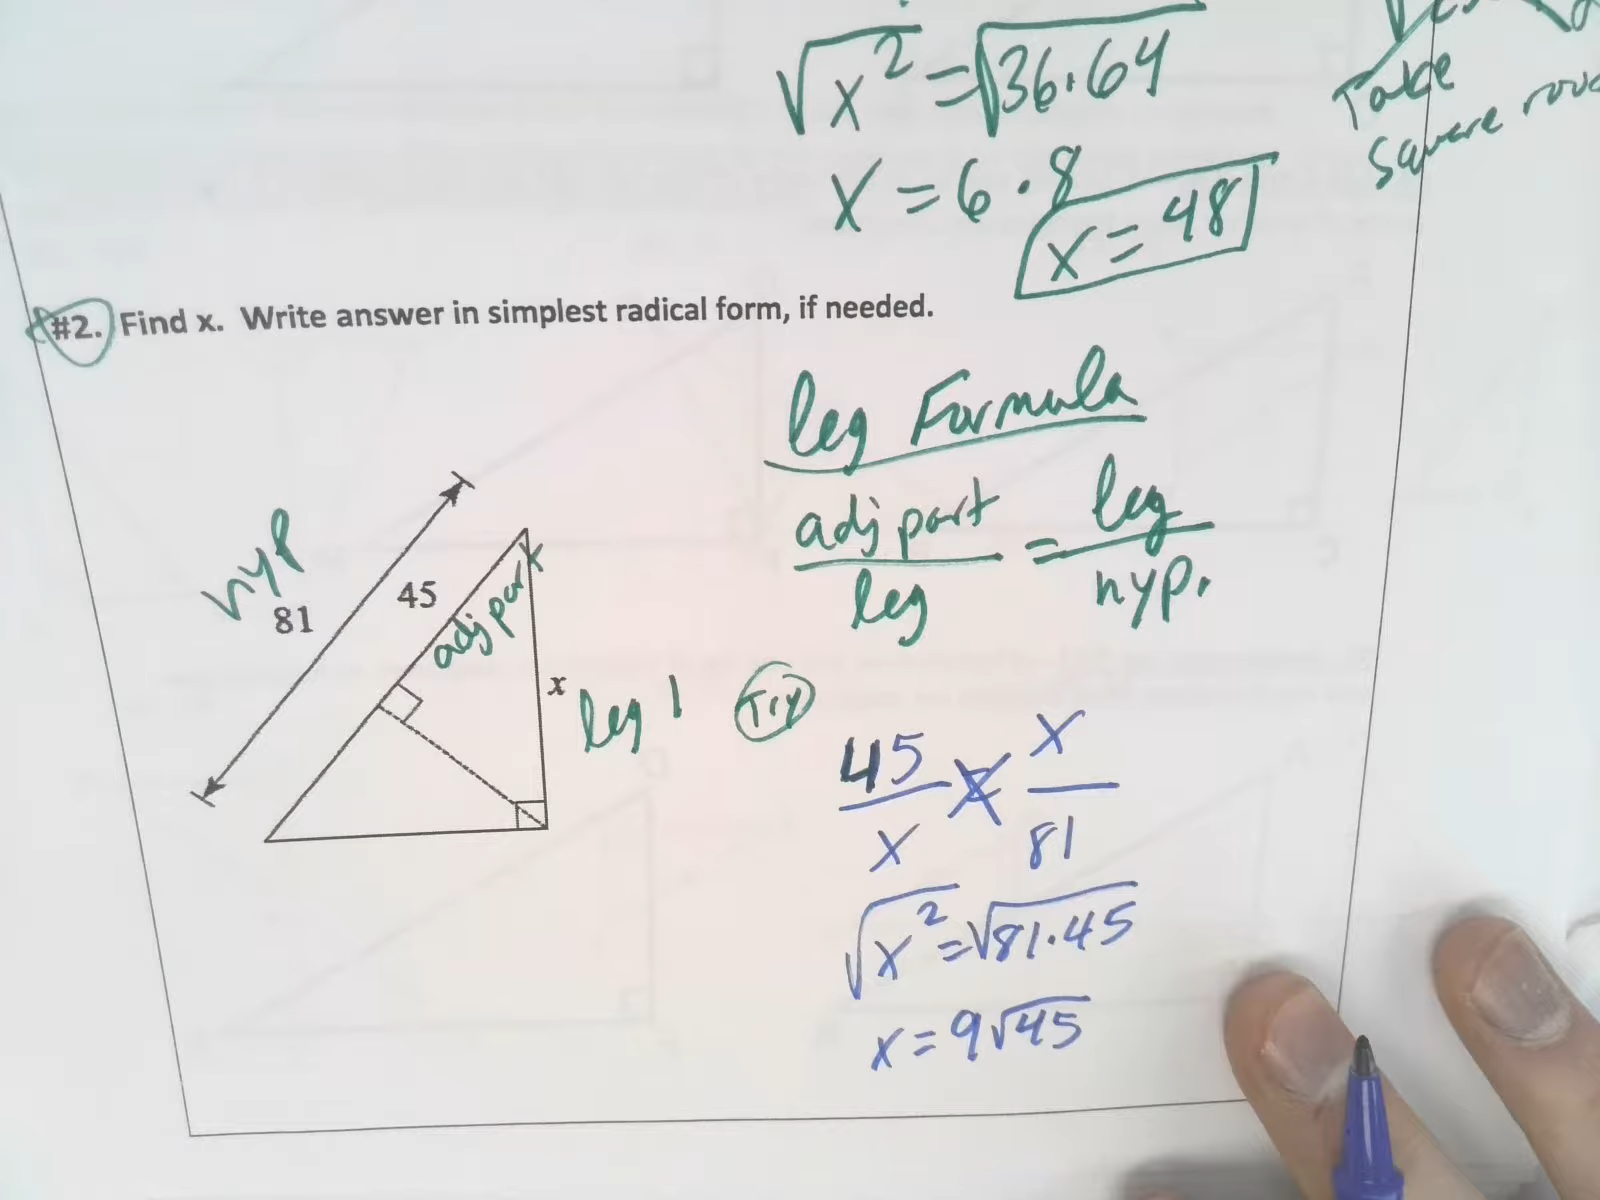 √x² = √36·64
Take
square
x = 6·8
x = 48
#2. Find x. Write answer in simplest radical form, if needed.
leg Formula
adj part / leg = leg / hyp.
hyp
81
45
adj part
x
leg 1
Try
45 / x = x / 81
√x² = √81·45
x = 9√45